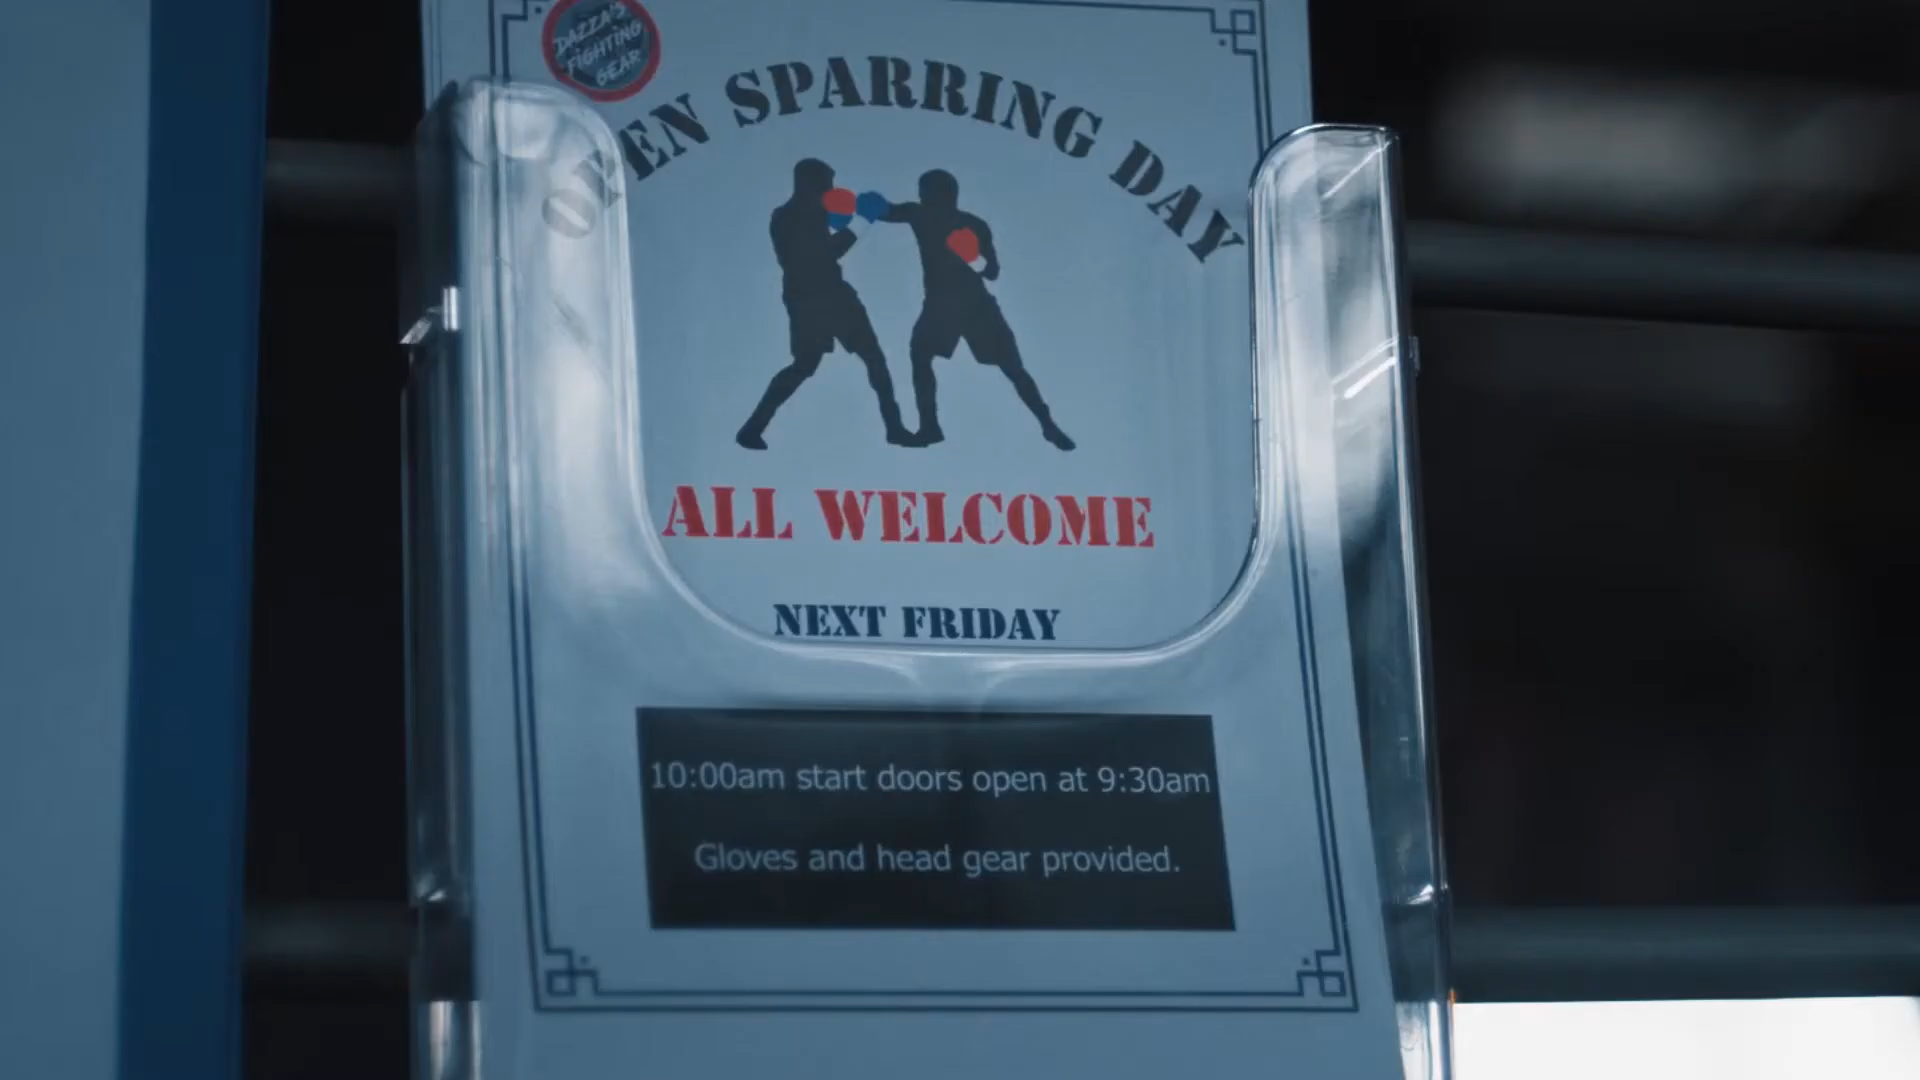 DAZZA'S
FIGHTING
GEAR
OPEN SPARRING DAY
ALL WELCOME
NEXT FRIDAY
10:00am start doors open at 9:30am
Gloves and head gear provided.